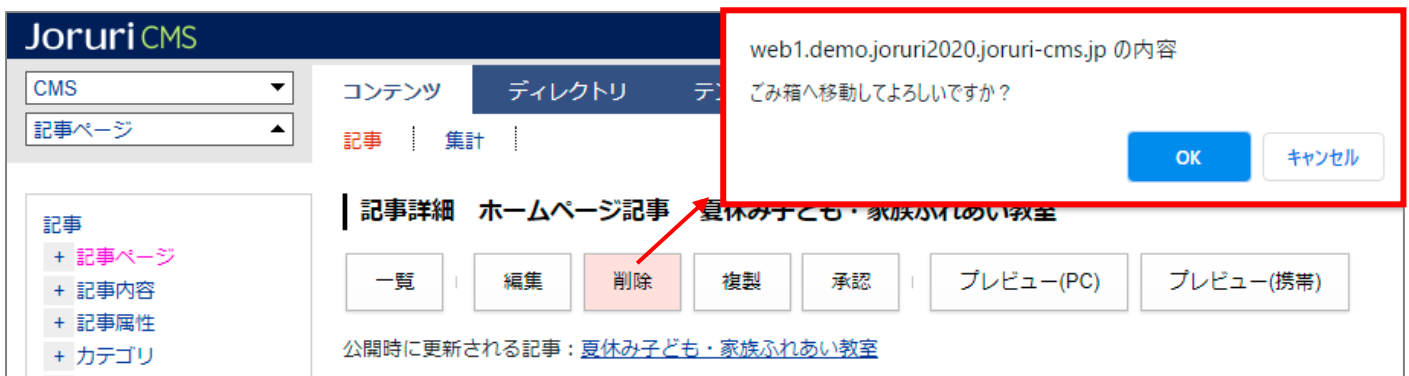 Joruri CMS
CMS
記事ページ
コンテンツ
ディレクトリ
記事
集計
web1.demo.joruri2020.joruri-cms.jp の内容
ごみ箱へ移動してよろしいですか？
OK
キャンセル
記事詳細 ホームページ記事 夏休み子ども・家族ふれあい教室
一覧
編集
削除
複製
承認
プレビュー(PC)
プレビュー(携帯)
公開時に更新される記事：夏休み子ども・家族ふれあい教室
記事
+ 記事ページ
+ 記事内容
+ 記事属性
+ カテゴリ